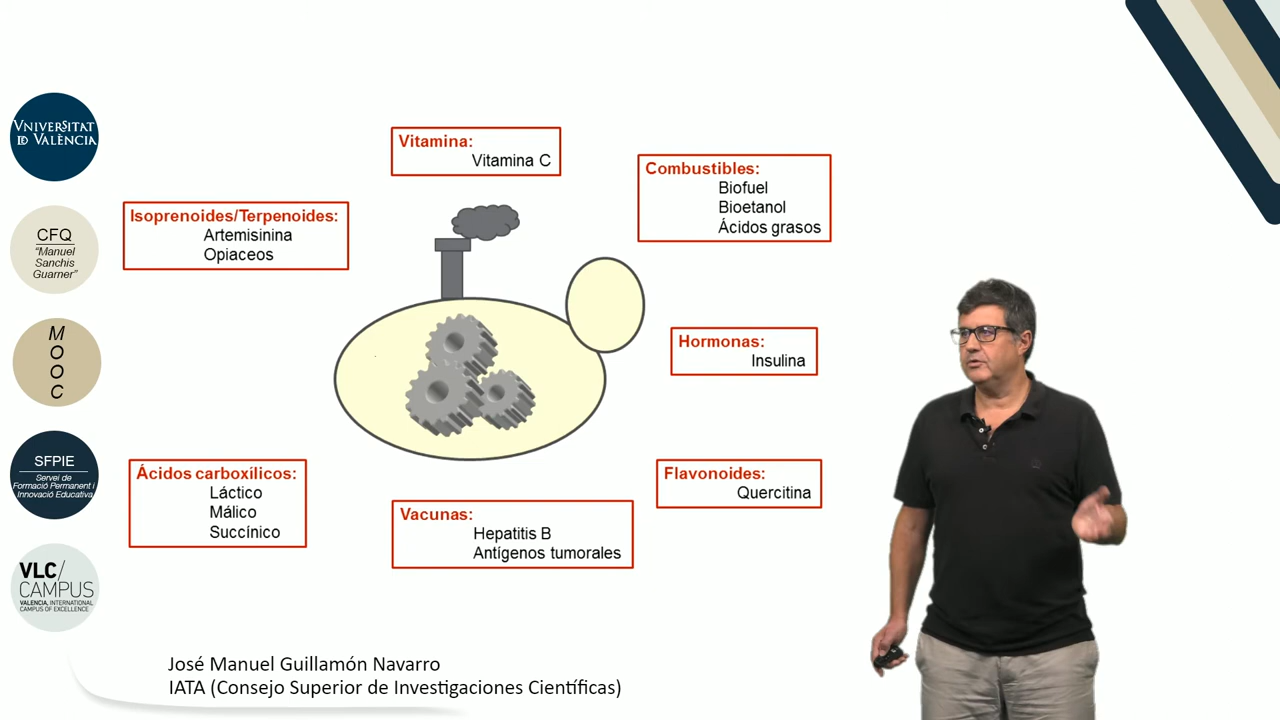 VNIVERSITAT
ID VALÈNCIA
CFQ
"Manuel
Sanchis
Guarner"
M
O
O
C
SFPIE
Servei de
Formació Permanent i
Innovació Educativa
VLC/
CAMPUS
VALENCIA, INTERNATIONAL
CAMPUS OF EXCELLENCE
Vitamina:
Vitamina C
Combustibles:
Biofuel
Bioetanol
Ácidos grasos
Isoprenoides/Terpenoides:
Artemisinina
Opiaceos
Hormonas:
Insulina
Ácidos carboxílicos:
Láctico
Málico
Succínico
Flavonoides:
Quercitina
Vacunas:
Hepatitis B
Antígenos tumorales
José Manuel Guillamón Navarro
IATA (Consejo Superior de Investigaciones Científicas)